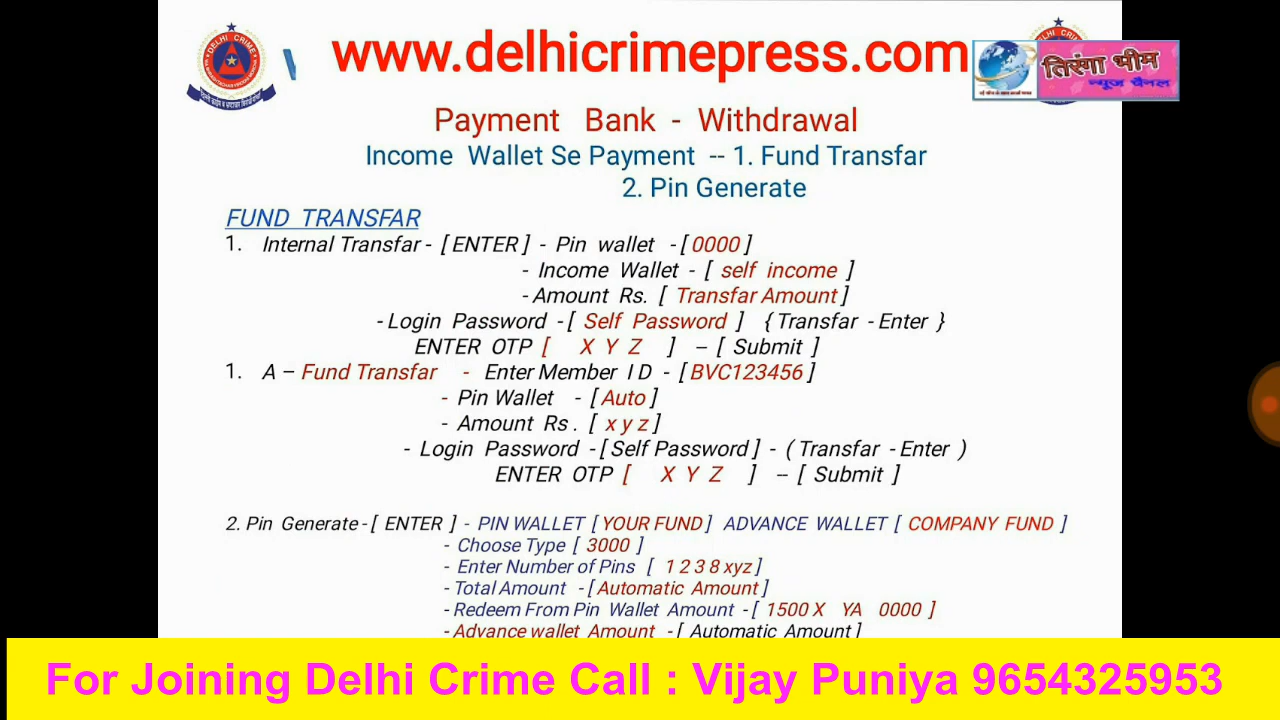 www.delhicrimepress.com
DELHI CRIME
तिरंगा भीम
न्यूज चैनल
Payment Bank - Withdrawal
Income Wallet Se Payment -- 1. Fund Transfar
2. Pin Generate
FUND TRANSFAR
1. Internal Transfar - [ ENTER ] - Pin wallet - [ 0000 ]
- Income Wallet - [ self income ]
- Amount Rs. [ Transfar Amount ]
- Login Password - [ Self Password ] { Transfar - Enter }
ENTER OTP [ X Y Z ] – [ Submit ]
1. A – Fund Transfar - Enter Member I D - [ BVC123456 ]
- Pin Wallet - [ Auto ]
- Amount Rs . [ x y z ]
- Login Password - [ Self Password ] - ( Transfar - Enter )
ENTER OTP [ X Y Z ] – [ Submit ]
2. Pin Generate - [ ENTER ] - PIN WALLET [ YOUR FUND ] ADVANCE WALLET [ COMPANY FUND ]
- Choose Type [ 3000 ]
- Enter Number of Pins [ 1 2 3 8 xyz ]
- Total Amount - [ Automatic Amount ]
- Redeem From Pin Wallet Amount - [ 1500 X YA 0000 ]
- Advance wallet Amount - [ Automatic Amount ]
For Joining Delhi Crime Call : Vijay Puniya 9654325953